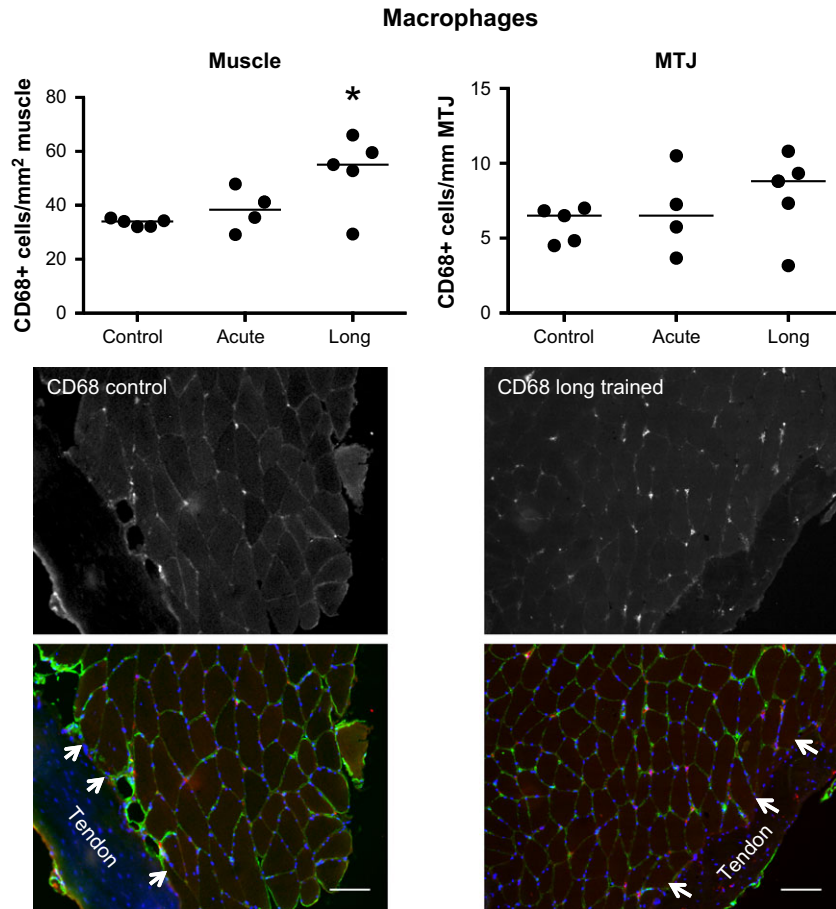 Macrophages
Muscle
CD68+ cells/mm² muscle
80
60
40
20
0
*
Control
Acute
Long
MTJ
CD68+ cells/mm MTJ
15
10
5
0
Control
Acute
Long
CD68 control
CD68 long trained
Tendon
Tendon